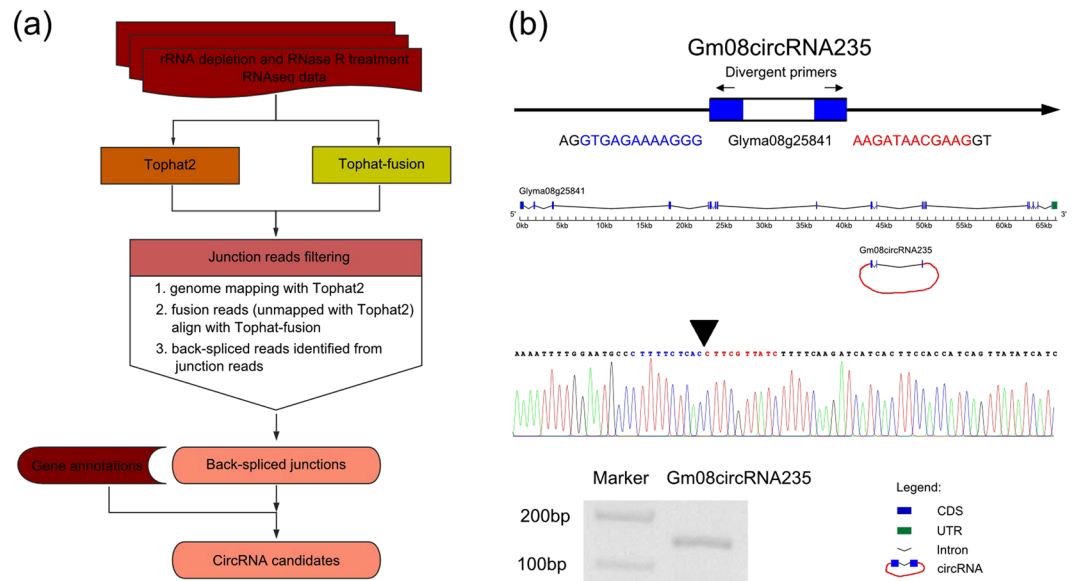 (a)
rRNA depletion and RNase R treatment
RNAseq data
Tophat2
Tophat-fusion
Junction reads filtering
1. genome mapping with Tophat2
2. fusion reads (unmapped with Tophat2)
align with Tophat-fusion
3. back-spliced reads identified from
junction reads
Gene annotations
Back-spliced junctions
CircRNA candidates
(b)
Gm08circRNA235
Divergent primers
AGGTGAGAAAAGGG
Glyma08g25841
AAGATAACGAAGGT
Glyma08g25841
5'
3'
0kb 5kb 10kb 15kb 20kb 25kb 30kb 35kb 40kb 45kb 50kb 55kb 60kb 65kb
Gm08circRNA235
AAAATTTTGGAATGCCCCTTTTCTCACCTTCGTTATCTTTTCAAGATCATCACTTCCACCATCAGTTATATCATC
Marker
Gm08circRNA235
200bp
100bp
Legend:
CDS
UTR
Intron
circRNA